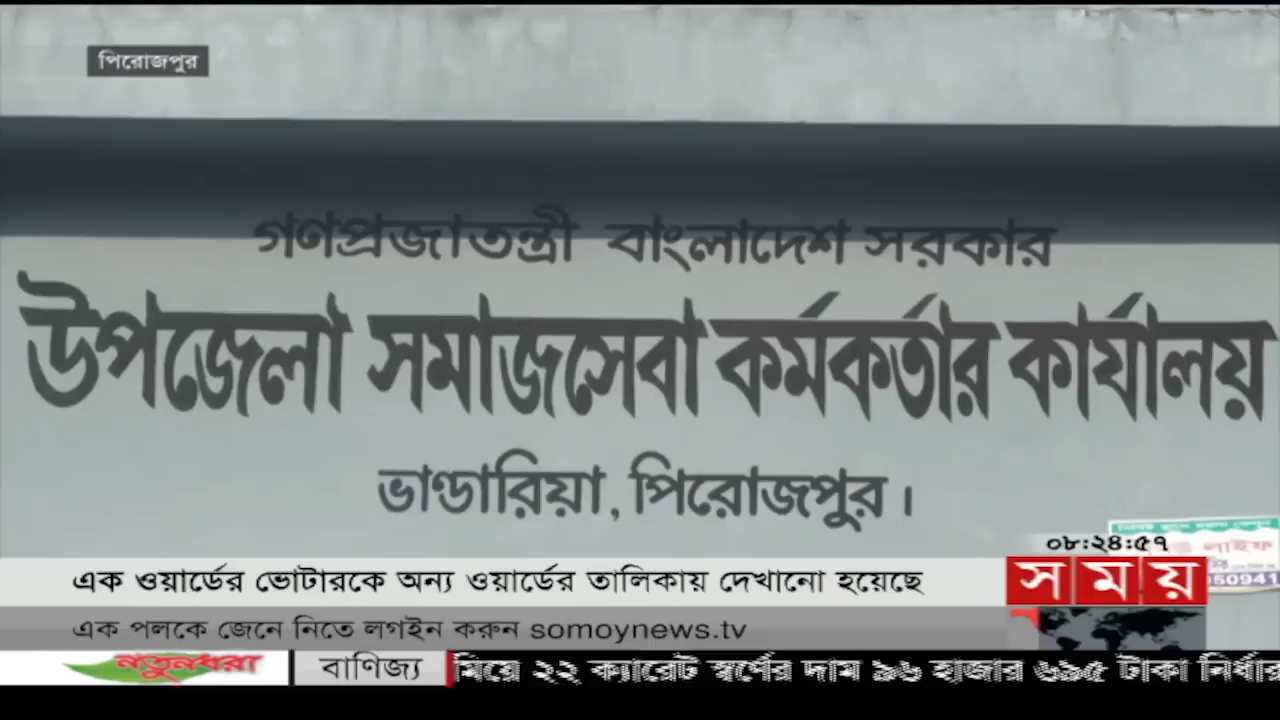 পিরোজপুর
গণপ্রজাতন্ত্রী বাংলাদেশ সরকার
উপজেলা সমাজসেবা কর্মকর্তার কার্যালয়
ভাণ্ডারিয়া, পিরোজপুর।
০৮:২৪:৫৭
এক ওয়ার্ডের ভোটারকে অন্য ওয়ার্ডের তালিকায় দেখানো হয়েছে
সময়
এক পলকে জেনে নিতে লগইন করুন somoynews.tv
নতুনধরা
বাণিজ্য
মিয়ে ২২ ক্যারেট স্বর্ণের দাম ৯৬ হাজার ৬৯৫ টাকা নির্ধার